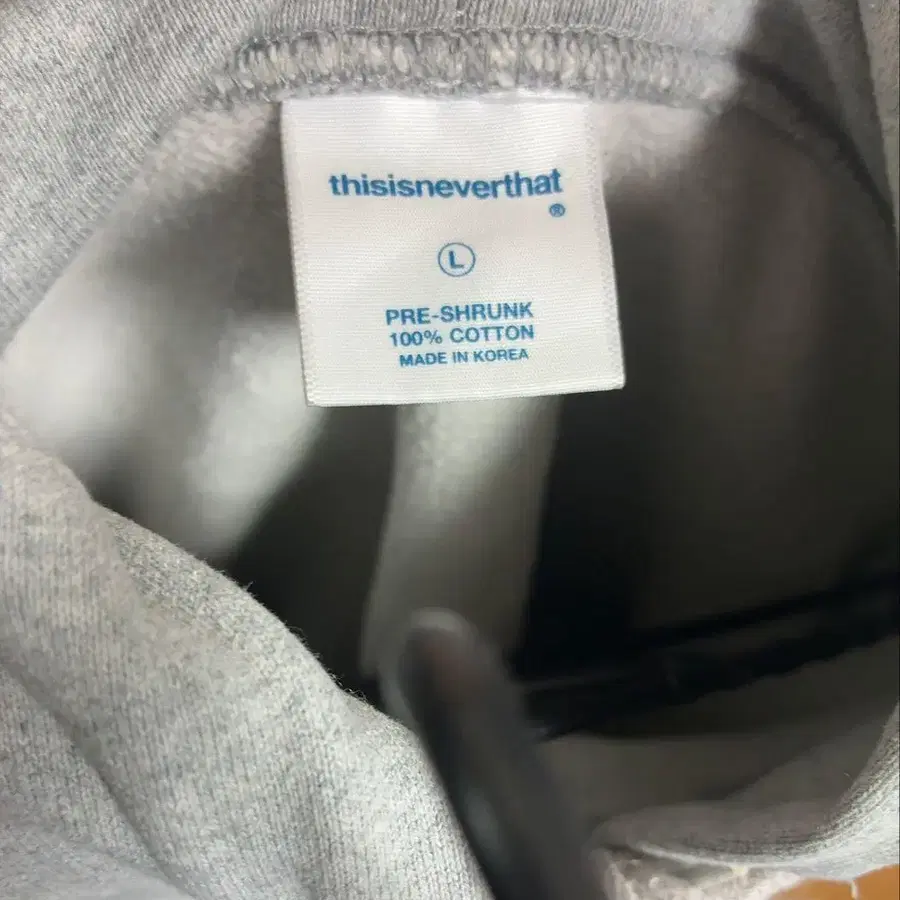 thisisneverthat
®
L
PRE-SHRUNK
100% COTTON
MADE IN KOREA